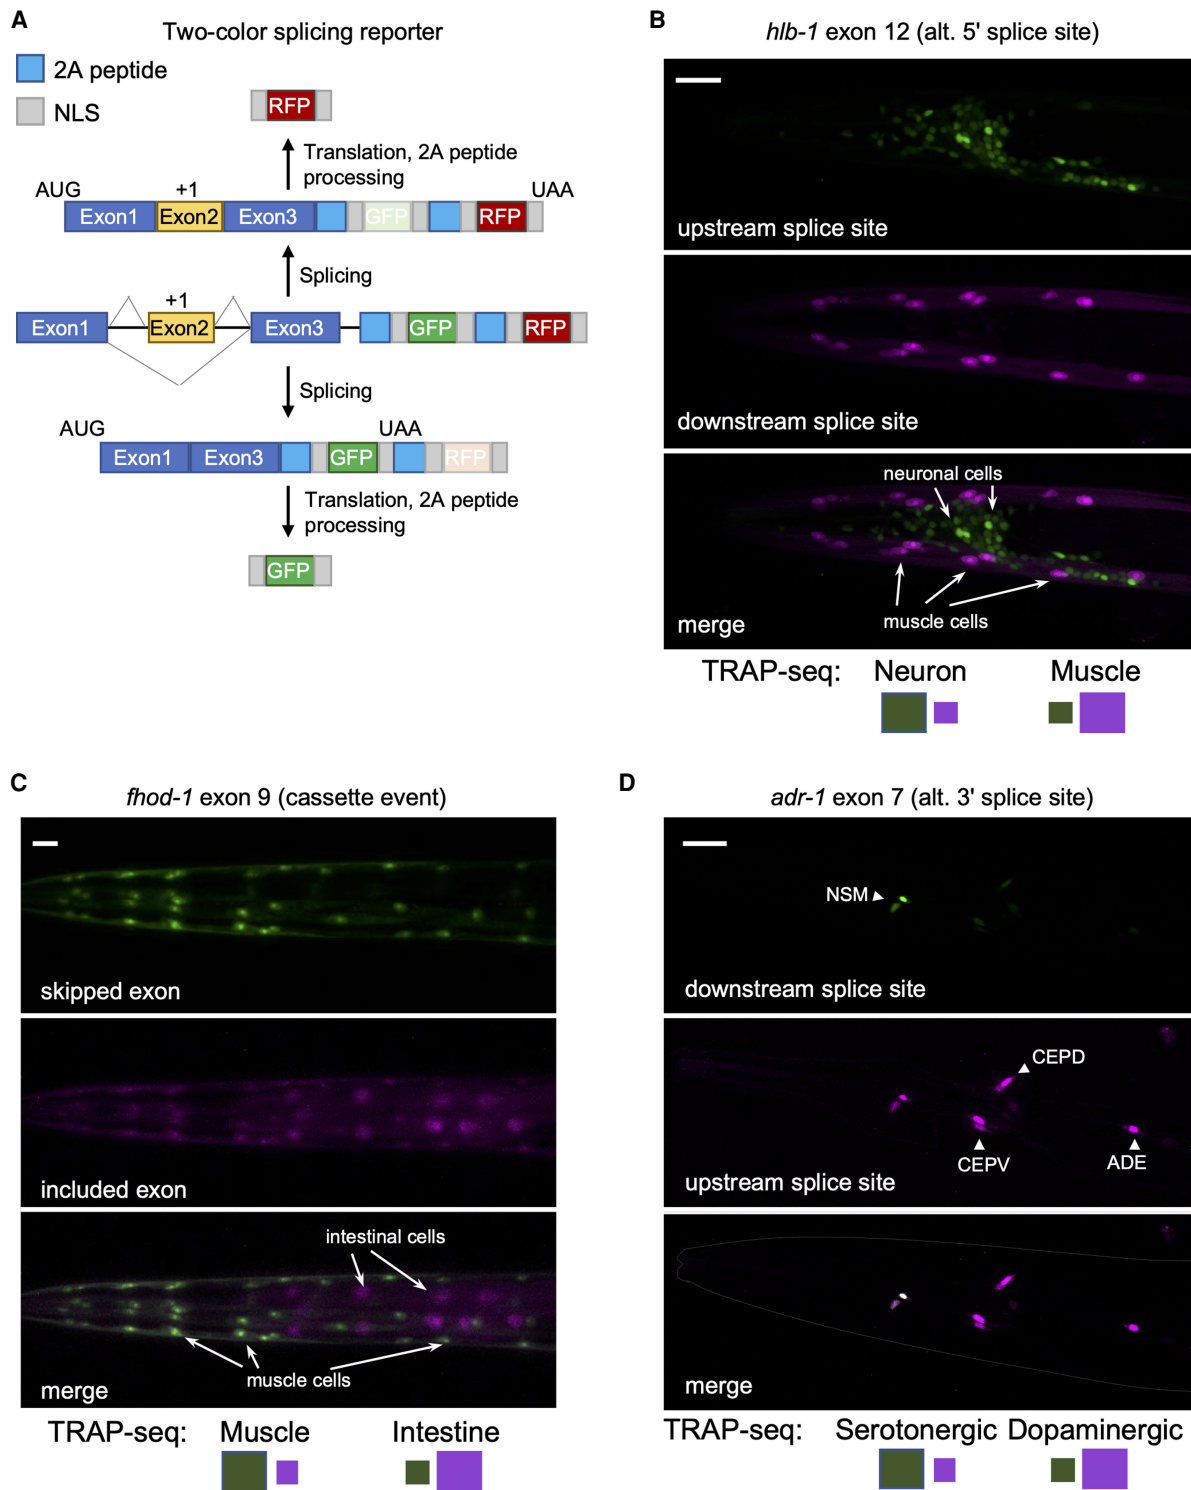 A
Two-color splicing reporter
2A peptide
NLS
RFP
Translation, 2A peptide
processing
AUG
+1
UAA
Exon1
Exon2
Exon3
GFP
RFP
Splicing
+1
Exon1
Exon2
Exon3
GFP
RFP
Splicing
AUG
UAA
Exon1
Exon3
GFP
RFP
Translation, 2A peptide
processing
GFP
B
hlb-1 exon 12 (alt. 5' splice site)
upstream splice site
downstream splice site
neuronal cells
muscle cells
merge
TRAP-seq: Neuron Muscle
C
fhod-1 exon 9 (cassette event)
skipped exon
included exon
intestinal cells
muscle cells
merge
TRAP-seq: Muscle Intestine
D
adr-1 exon 7 (alt. 3' splice site)
NSM
downstream splice site
CEPD
CEPV
ADE
upstream splice site
merge
TRAP-seq: Serotonergic Dopaminergic